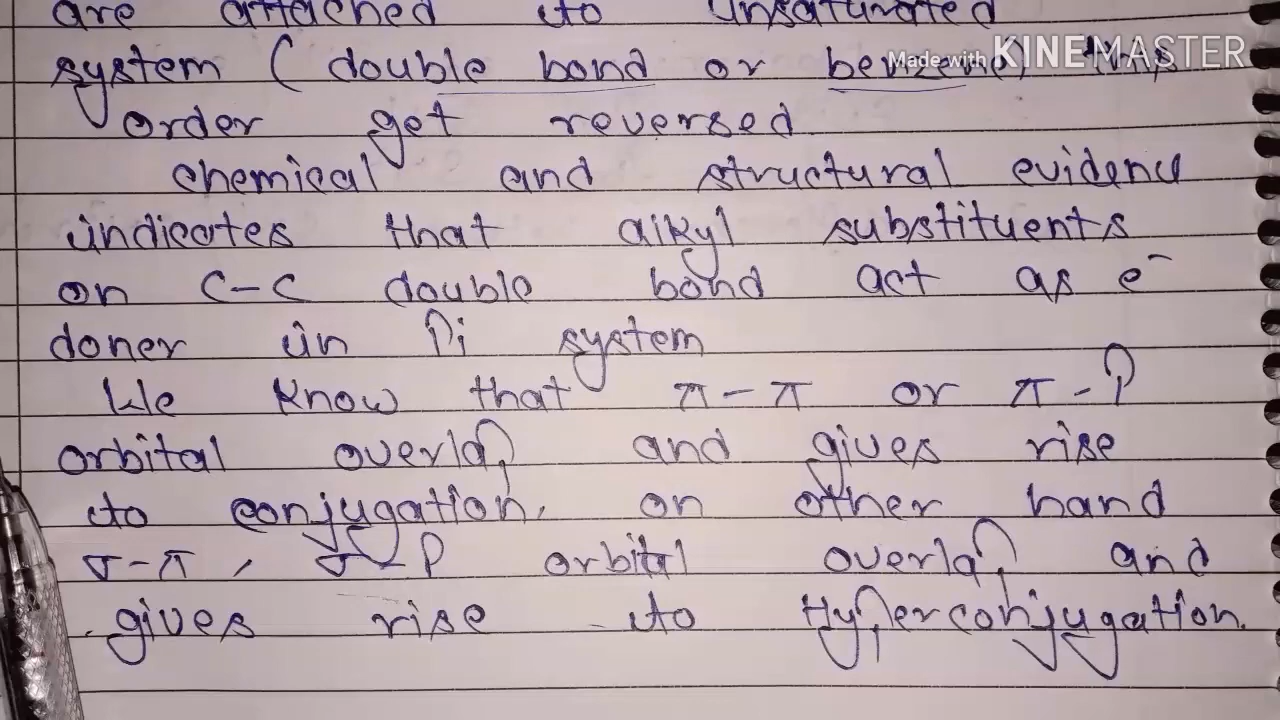 are attached to unsaturated
system ( double bond or benzene) this
Made with KINEMASTER
order get reversed
chemical and structural evidence
indicates that alkyl substituents
on C-C double bond act as e⁻
doner in Pi system
We know that π-π or π-P
orbital overlap and gives rise
to conjugation. on other hand
σ-π, σ-P orbital overlap and
gives rise to Hyperconjugation.